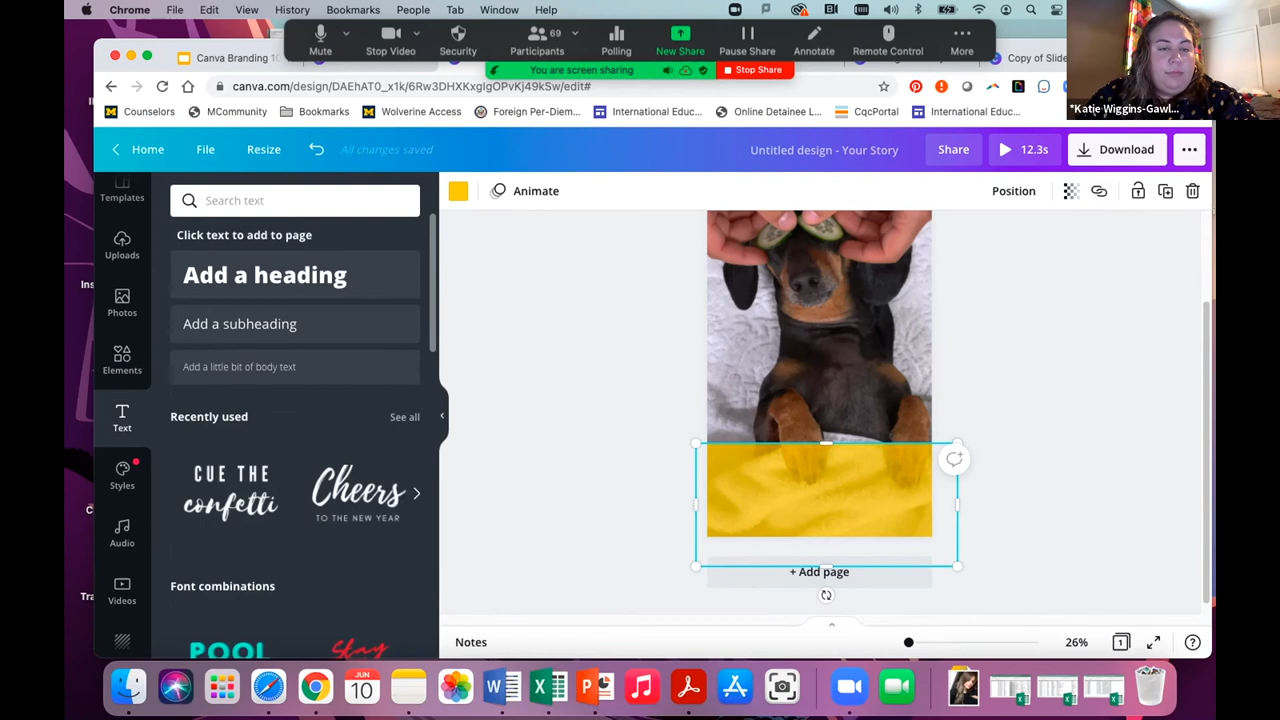 Chrome File Edit View History Bookmarks People Tab Window Help
Mute Stop Video Security Participants 69 Polling New Share Pause Share Annotate Remote Control More
Canva Branding 10
Copy of Slide
You are screen sharing Stop Share
canva.com/design/DAEhAT0_x1k/6Rw3DHXKxgIgOPvKj49kSw/edit#
*Katie Wiggins-Gawl...
Counselors MCommunity Bookmarks Wolverine Access Foreign Per-Diem... International Educ... Online Detainee L... CqcPortal International Educ...
Home File Resize All changes saved Untitled design - Your Story Share 12.3s Download
Templates
Search text
Animate
Position
Click text to add to page
Uploads
Add a heading
Photos
Add a subheading
Elements
Add a little bit of body text
Text
Recently used See all
Styles
CUE THE
confetti
Cheers
TO THE NEW YEAR
Audio
Videos
Font combinations
POOL
Stay
+ Add page
Notes
26%
1
JUN
10